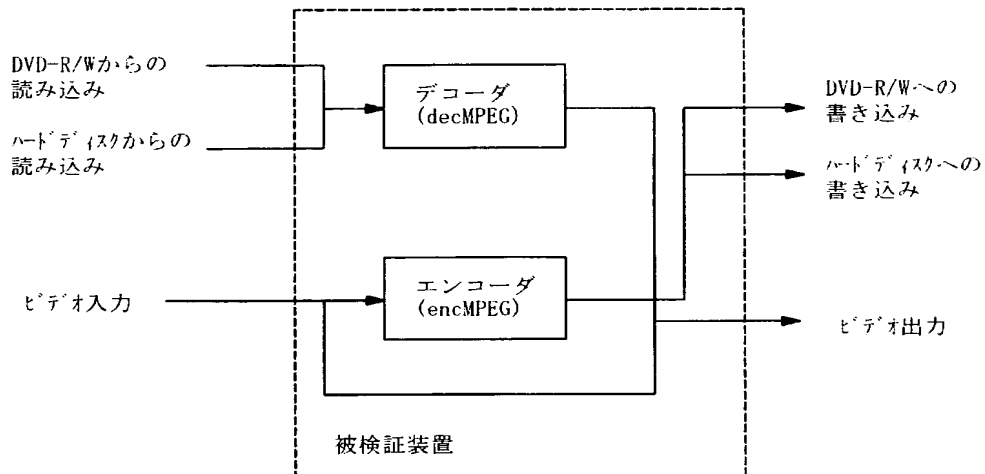 DVD-R/Wからの
読み込み
ハードディスクからの
読み込み
ビデオ入力
デコーダ
(decMPEG)
エンコーダ
(encMPEG)
被検証装置
DVD-R/Wへの
書き込み
ハードディスクへの
書き込み
ビデオ出力